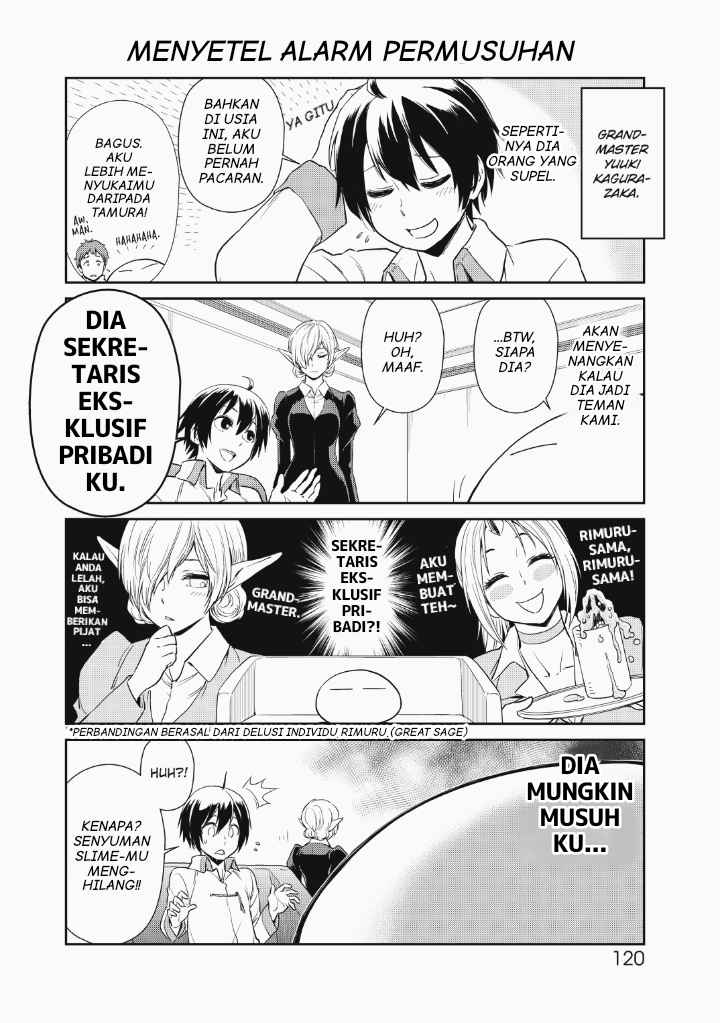 MENYETEL ALARM PERMUSUHAN
GRAND-
MASTER
YUUKI
KAGURA-
ZAKA.
SEPERTI-
NYA DIA
ORANG YANG
SUPEL.
YA GITU
BAHKAN
DI USIA
INI, AKU
BELUM
PERNAH
PACARAN.
BAGUS.
AKU
LEBIH ME-
NYUKAIMU
DARIPADA
TAMURA!
HAHAHAHA.
AW,
MAN.
AKAN
MENYE-
NANGKAN
KALAU
DIA JADI
TEMAN
KAMI.
...BTW,
SIAPA
DIA?
HUH?
OH,
MAAF.
DIA
SEKRE-
TARIS
EKS-
KLUSIF
PRIBADI
KU.
RIMURU-
SAMA,
RIMURU-
SAMA!
AKU
MEM-
BUAT
TEH~
SEKRE-
TARIS
EKS-
KLUSIF
PRI-
BADI?!
GRAND-
MASTER.
KALAU
ANDA
LELAH,
AKU
BISA
MEM-
BERIKAN
PIJAT
...
*PERBANDINGAN BERASAL DARI DELUSI INDIVIDU RIMURU (GREAT SAGE)
DIA
MUNGKIN
MUSUH
KU...
HUH?!
KENAPA?
SENYUMAN
SLIME-MU
MENG-
HILANG!!
120